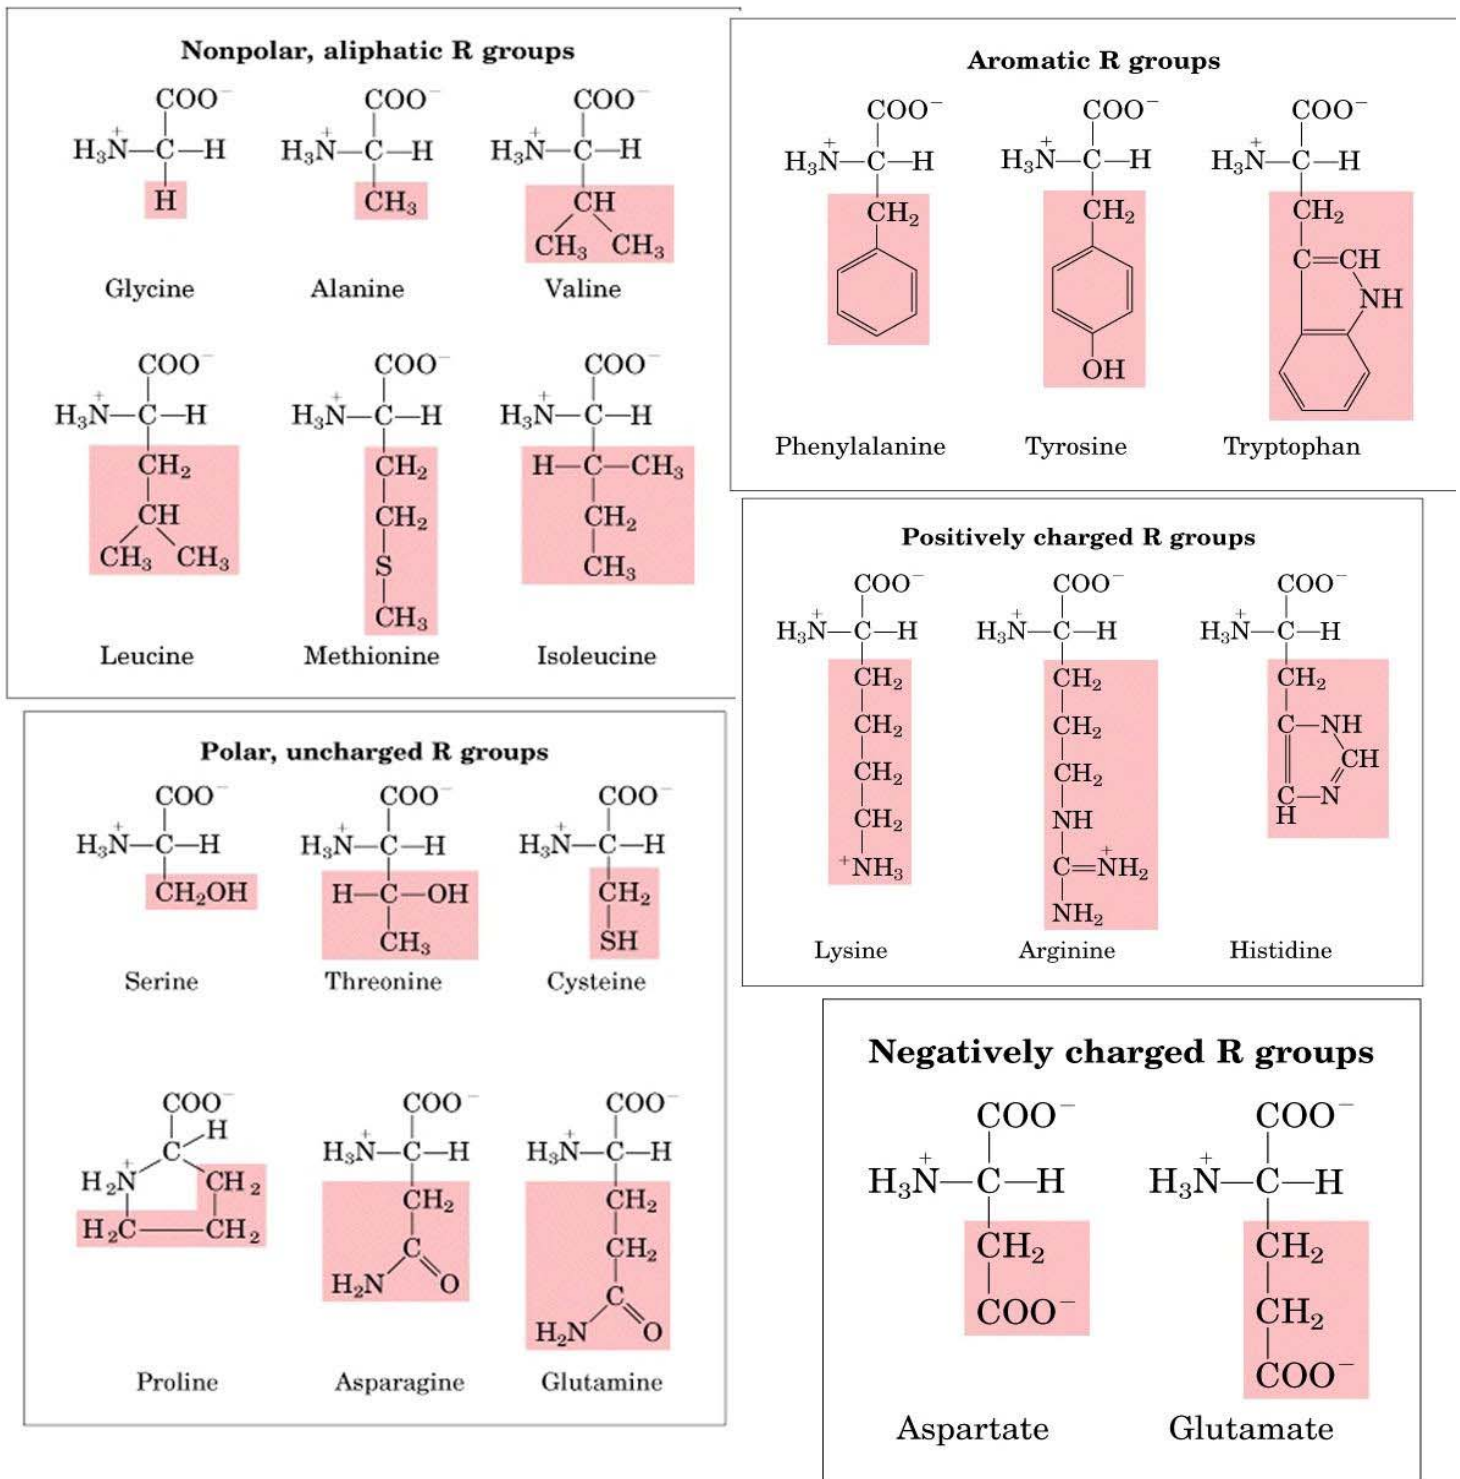 Nonpolar, aliphatic R groups
COO⁻ COO⁻ COO⁻
H₃N⁺—C—H H₃N⁺—C—H H₃N⁺—C—H
H CH₃ CH
CH₃ CH₃
Glycine Alanine Valine
COO⁻ COO⁻ COO⁻
H₃N⁺—C—H H₃N⁺—C—H H₃N⁺—C—H
CH₂ CH₂ H—C—CH₃
CH CH₂ CH₂
CH₃ CH₃ S CH₃
CH₃
Leucine Methionine Isoleucine
Aromatic R groups
COO⁻ COO⁻ COO⁻
H₃N⁺—C—H H₃N⁺—C—H H₃N⁺—C—H
CH₂ CH₂ CH₂
C=CH
NH
OH
Phenylalanine Tyrosine Tryptophan
Positively charged R groups
COO⁻ COO⁻ COO⁻
H₃N⁺—C—H H₃N⁺—C—H H₃N⁺—C—H
CH₂ CH₂ CH₂
CH₂ CH₂ C—NH
CH₂ CH₂ CH
CH₂ NH C—N
H
⁺NH₃ C=N⁺H₂
NH₂
Lysine Arginine Histidine
Polar, uncharged R groups
COO⁻ COO⁻ COO⁻
H₃N⁺—C—H H₃N⁺—C—H H₃N⁺—C—H
CH₂OH H—C—OH CH₂
CH₃ SH
Serine Threonine Cysteine
COO⁻ COO⁻ COO⁻
H
C H₃N⁺—C—H H₃N⁺—C—H
H₂N⁺ CH₂ CH₂ CH₂
H₂C—CH₂ C CH₂
H₂N O C
H₂N O
Proline Asparagine Glutamine
Negatively charged R groups
COO⁻ COO⁻
H₃N⁺—C—H H₃N⁺—C—H
CH₂ CH₂
COO⁻ CH₂
COO⁻
Aspartate Glutamate